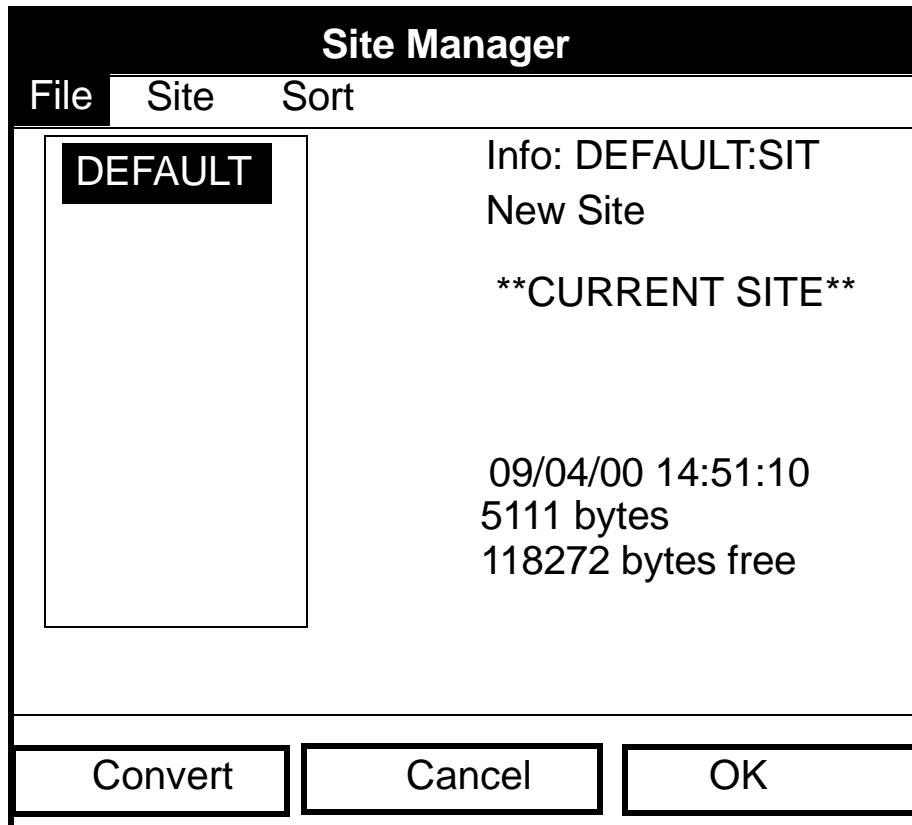 Site Manager
File Site Sort
DEFAULT
Info: DEFAULT:SIT
New Site
**CURRENT SITE**
09/04/00 14:51:10
5111 bytes
118272 bytes free
Convert Cancel OK